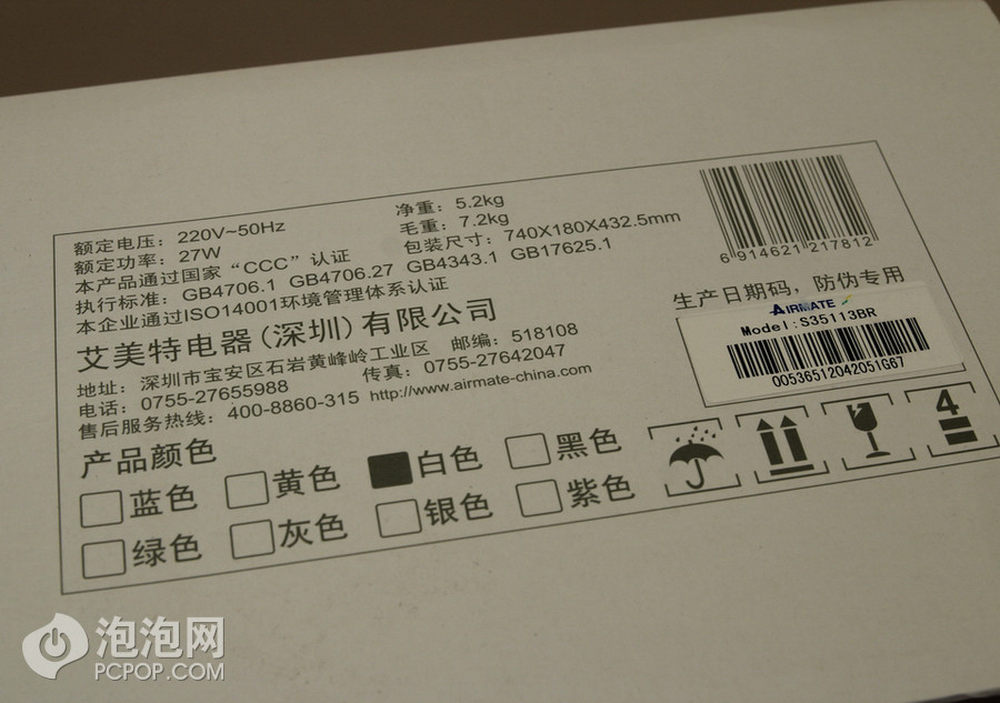 额定电压：220V~50Hz
净重：5.2kg
额定功率：27W
毛重：7.2kg
本产品通过国家“CCC”认证
包装尺寸：740X180X432.5mm
执行标准：GB4706.1 GB4706.27 GB4343.1 GB17625.1
本企业通过ISO14001环境管理体系认证
艾美特电器(深圳)有限公司
地址：深圳市宝安区石岩黄峰岭工业区 邮编：518108
电话：0755-27655988 传真：0755-27642047
售后服务热线：400-8860-315 http://www.airmate-china.com
6 914621 217812
生产日期码，防伪专用
AIRMATE
Model:S35113BR
00536512042051G67
产品颜色
蓝色 黄色 白色 黑色
绿色 灰色 银色 紫色
4
泡泡网
PCPOP.COM